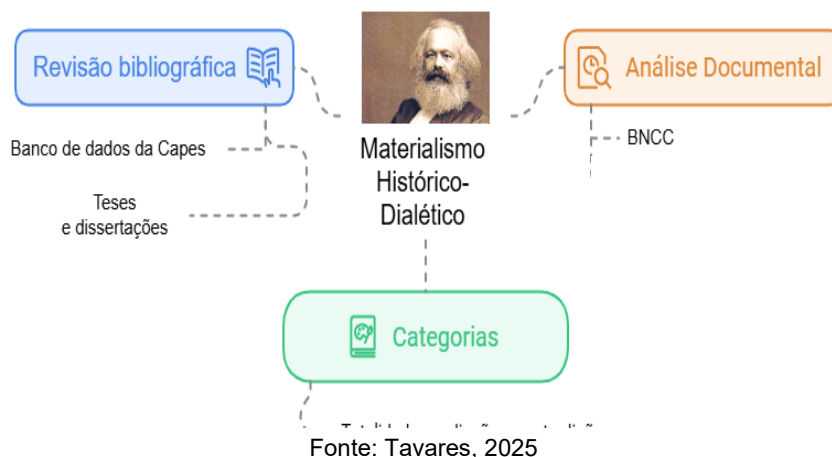 Revisão bibliográfica
Análise Documental
Banco de dados da Capes
BNCC
Teses
e dissertações
Materialismo
Histórico-
Dialético
Categorias
Fonte: Tavares, 2025